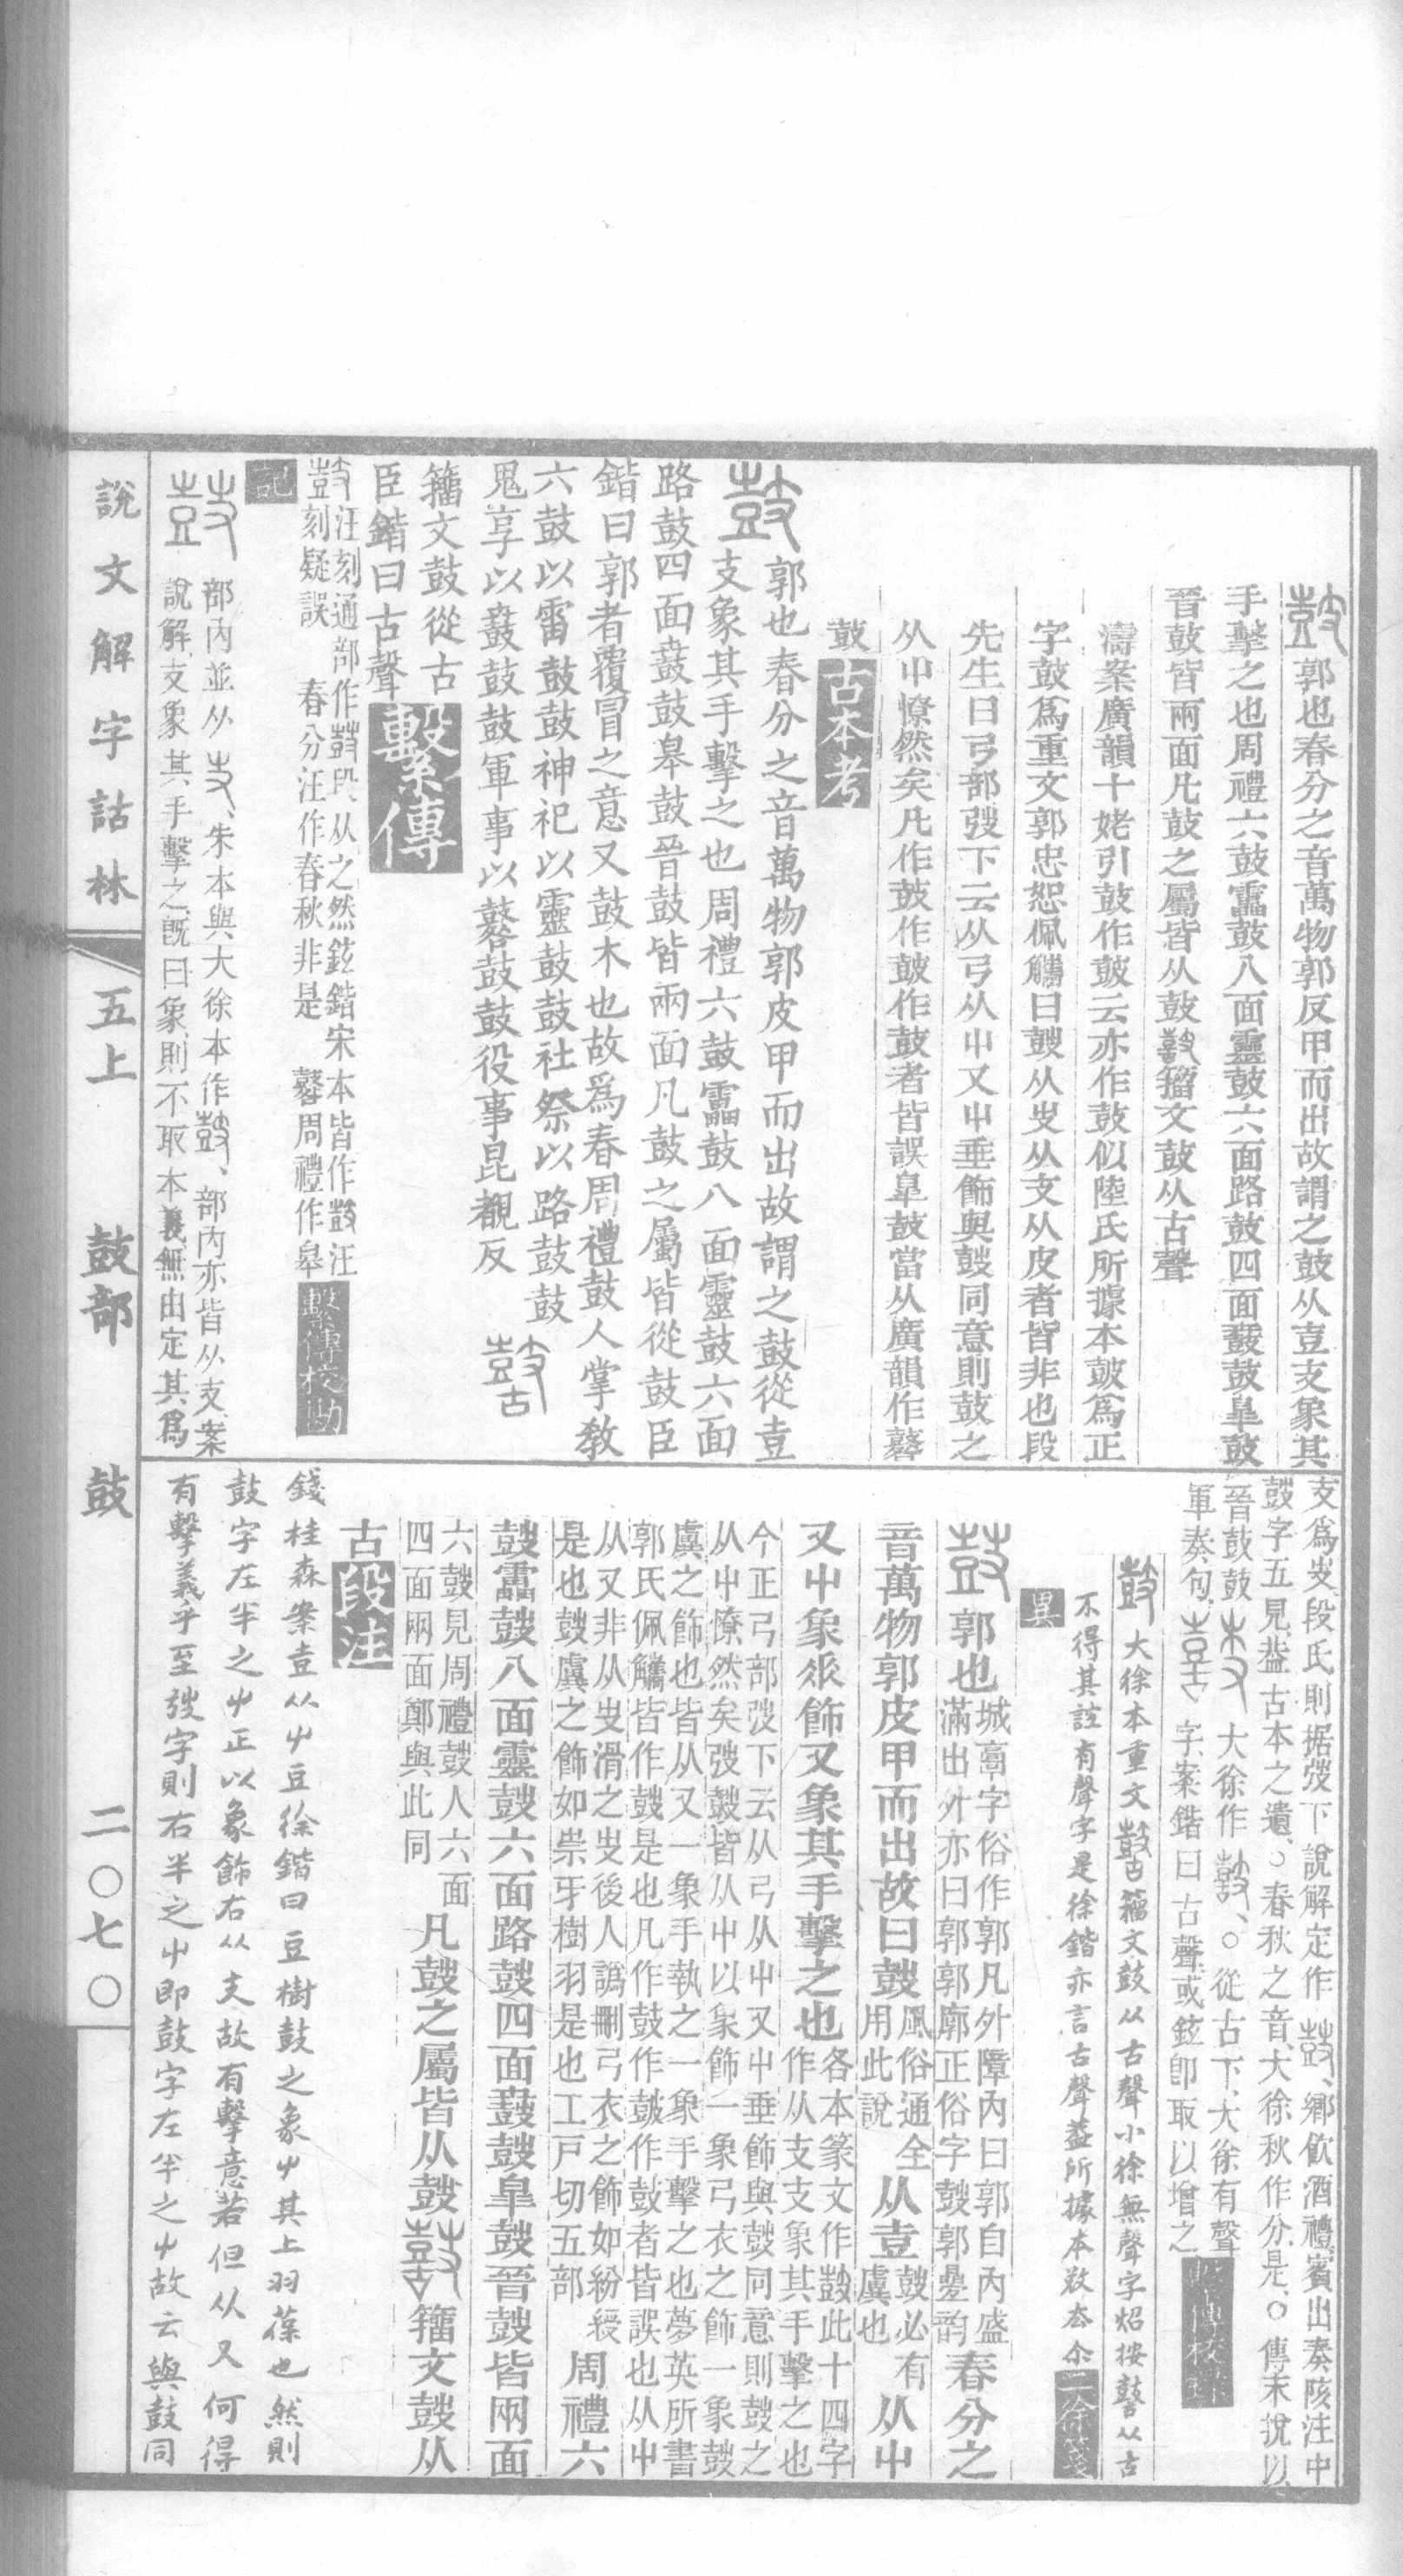 鼓郭也春分之音萬物郭反甲而出故謂之鼓从壴支象其
手擊之也周禮六鼓靁鼓八面靈鼓六面路鼓四面鼖鼓皐鼓
晉鼓皆兩面凡鼓之屬皆从鼓𪔌籀文鼓从古聲
濤案廣韻十姥引鼓作皷云亦作鼓似陸氏所據本皷爲正
字鼓爲重文郭忠恕佩觿曰鼓从𠬢从支从皮者皆非也段
先生曰弓部弢下云从弓从屮又屮垂飾與鼓同意則鼓之
从屮憭然矣凡作鼓作皷作鼔者皆誤皐鼓當从廣韻作鼛
鼓古本考
鼓郭也春分之音萬物郭皮甲而出故謂之鼓從壴
支象其手擊之也周禮六鼓靁鼓八面靈鼓六面
路鼓四面鼖鼓皋鼓晉鼓皆兩面凡鼓之屬皆從鼓臣
鍇曰郭者覆冒之意又鼓木也故爲春周禮鼓人掌教
六鼓以雷鼓鼓神祀以靈鼓鼓社祭以路鼓鼓
鬼享以鼖鼓鼓軍事以鼛鼓鼓役事昆覩反 𪔌
籀文鼓從古
臣鍇曰古聲繫傳
鼓汪刻通部作鼓段从之然鉉鍇宋本皆作鼓汪
刻疑誤 春分汪作春秋非是 鼛周禮作皋繫傳校勘
記
鼓部內並从𠬢、朱本與大徐本作鼓、部內亦皆从支案
說解支象其手擊之旣曰象、則不取本義無由定其爲
支爲𠬢、段氏則据弢下說解定作鼓、鄉飲酒禮賓出奏陔注中
鼓字五見、葢古本之遺、○春秋之音、大徐秋作分是、○傳末捝以
晉鼓鼓
軍奏句、
大徐作鼓、○從古下、大徐有聲
字案鍇曰古聲、或鉉卽取以增之繫傳校錄
鼓大徐本重文𪔌古籀文鼓从古聲小徐無聲字炤按𪔌从古
不得其註有聲字是徐鍇亦言古聲葢所據本敚厺尒二徐箋
異
鼓郭也城𩫖字俗作郭凡外障內曰郭自內盛
滿出外亦曰郭郭廓正俗字鼓郭疊韵春分之
音萬物郭皮甲而出故曰鼓風俗通全
用此說从壴鼓必有
虡也从屮
又屮象𠂹飾又象其手擊之也各本篆文作鼔此十四字
作从支支象其手擊之也
今正弓部弢下云从弓从屮又屮垂飾與鼓同意則鼓之
从屮憭然矣弢鼓皆从屮以象飾一象弓衣之飾一象鼓
虡之飾也皆从又一象手執之一象手擊之也夢英所書
郭氏佩觿皆作鼓是也凡作鼔作皷作鼓者皆誤也从屮
从又非从𠬢滑之𠬢後人譌刪弓衣之飾如紛綬
是也鼓虡之飾如崇牙樹羽是也工戸切五部周禮六
鼓靁鼓八面靈鼓六面路鼓四面鼖鼓皐鼓晉鼓皆兩面
六鼓見周禮鼓人六面
四面兩面鄭與此同凡鼓之屬皆从鼓𪔌籀文鼓从
古段注
錢桂森案壴从屮豆徐鍇曰豆樹鼓之象屮其上羽葆也然則
鼓字左半之屮正以象飾右从支故有擊意若但从又何得
有擊義乎至弢字則右半之屮即鼓字左半之屮故云與鼓同
說文解字詁林
五上
鼓部
鼓
二〇七〇